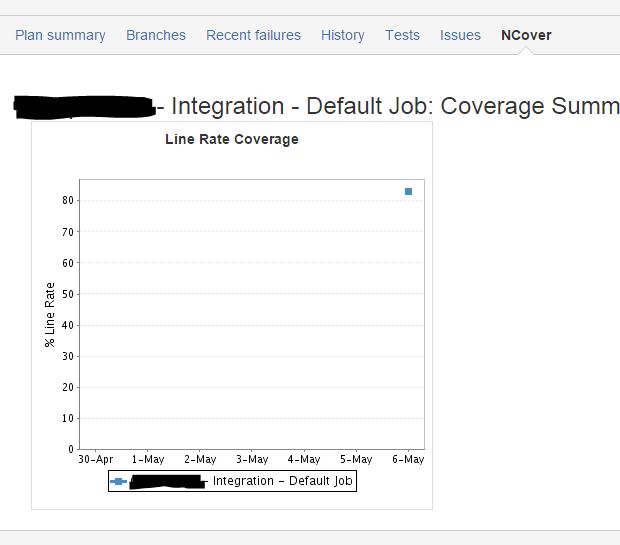 Plan summary Branches Recent failures History Tests Issues NCover
- Integration - Default Job: Coverage Summ
Line Rate Coverage
80
70
60
50
40
30
20
10
0
% Line Rate
30-Apr 1-May 2-May 3-May 4-May 5-May 6-May
- Integration - Default Job